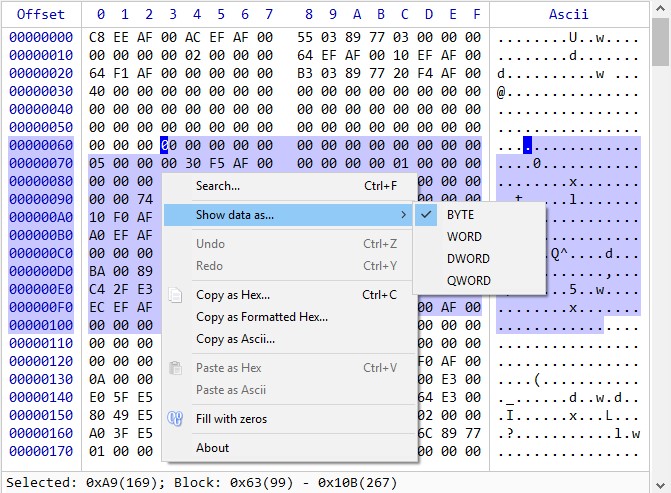 Offset 0 1 2 3 4 5 6 7 8 9 A B C D E F Ascii
00000000 C8 EE AF 00 AC EF AF 00 55 03 89 77 03 00 00 00 ........U..w....
00000010 00 00 00 00 02 00 00 00 64 EF AF 00 10 EF AF 00 ........d.......
00000020 64 F1 AF 00 00 00 00 00 B3 03 89 77 20 F4 AF 00 d..........w ...
00000030 40 00 00 00 00 00 00 00 00 00 00 00 00 00 00 00 @...............
00000040 00 00 00 00 00 00 00 00 00 00 00 00 00 00 00 00 ................
00000050 00 00 00 00 00 00 00 00 00 00 00 00 00 00 00 00 ................
00000060 00 00 00 00 00 00 00 00 00 00 00 00 00 00 00 00 ................
00000070 05 00 00 00 30 F5 AF 00 00 00 00 00 01 00 00 00 ....0...........
00000080 00 00 00 00 00 00 ........x.......
00000090 00 00 74 ..t.....l.......
000000A0 10 F0 AF ..........
000000B0 A0 EF AF ..........
000000C0 00 00 00 Q^....d...
000000D0 BA 00 89 ......,...
000000E0 C4 2F E3 ..5..w....
000000F0 EC EF AF 00 AF 00 ........x.......
00000100 00 00 00 00 00 00 ................
00000110 00 00 00 00 00 00 ................
00000120 00 00 00 F0 AF 00 ................
00000130 0A 00 00 00 E3 00 ....(...........
00000140 E0 5F E5 64 E3 00 ._......d..w.d..
00000150 80 49 E5 02 00 00 .I......x...L...
00000160 A0 3F E5 6C 89 77 .?...........l.w
00000170 01 00 00 00 00 00 ................
Search... Ctrl+F
Show data as...
BYTE
WORD
DWORD
QWORD
Undo Ctrl+Z
Redo Ctrl+Y
Copy as Hex... Ctrl+C
Copy as Formatted Hex...
Copy as Ascii...
Paste as Hex Ctrl+V
Paste as Ascii
Fill with zeros
About
Selected: 0xA9(169); Block: 0x63(99) - 0x10B(267)